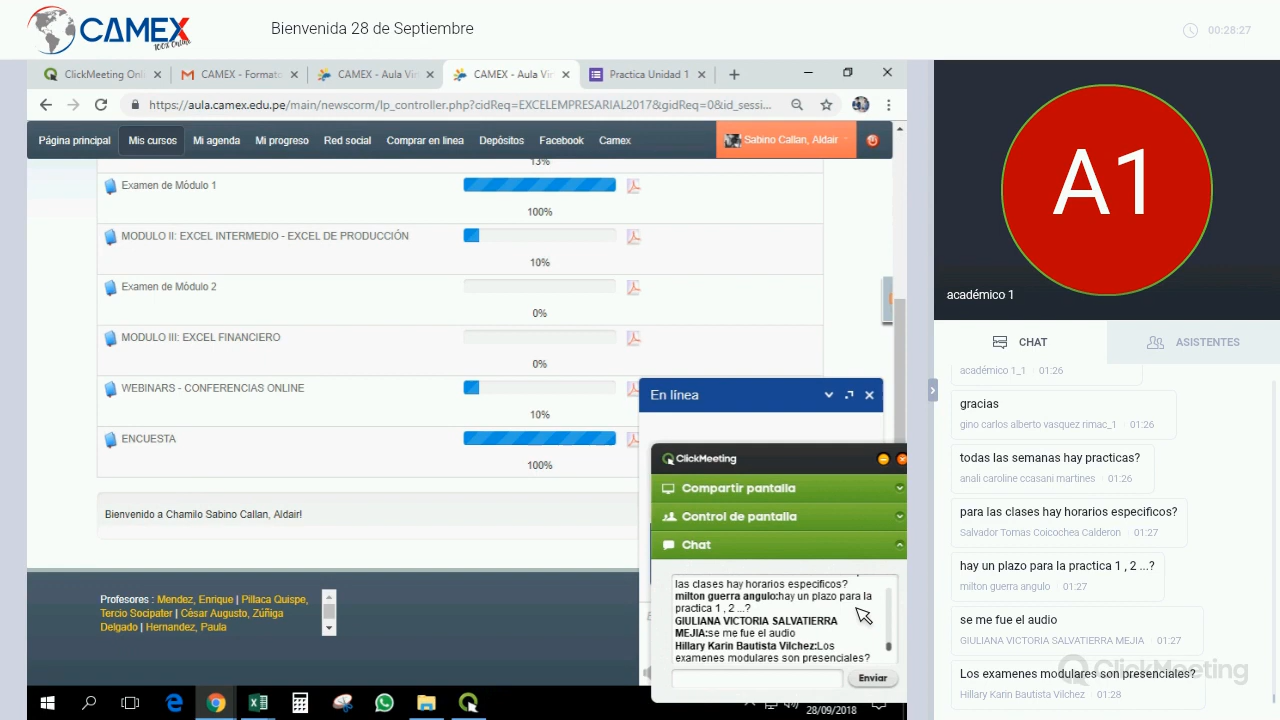 CAMEX
100% Online
Bienvenida 28 de Septiembre
00:28:27
ClickMeeting Onli
CAMEX - Formato
CAMEX - Aula Vir
CAMEX - Aula Vir
Practica Unidad 1
https://aula.camex.edu.pe/main/newscorm/lp_controller.php?cidReq=EXCELEMPRESARIAL2017&gidReq=0&id_sessi...
Página principal
Mis cursos
Mi agenda
Mi progreso
Red social
Comprar en linea
Depósitos
Facebook
Camex
Sabino Callan, Aldair
13%
Examen de Módulo 1
100%
MODULO II: EXCEL INTERMEDIO - EXCEL DE PRODUCCIÓN
10%
Examen de Módulo 2
0%
MODULO III: EXCEL FINANCIERO
0%
WEBINARS - CONFERENCIAS ONLINE
10%
ENCUESTA
100%
Bienvenido a Chamilo Sabino Callan, Aldair!
Profesores : Mendez, Enrique | Pillaca Quispe,
Tercio Socipater | César Augusto, Zúñiga
Delgado | Hernandez, Paula
En línea
ClickMeeting
Compartir pantalla
Control de pantalla
Chat
las clases hay horarios especificos?
milton guerra angulo:hay un plazo para la
practica 1 , 2 ...?
GIULIANA VICTORIA SALVATIERRA
MEJIA:se me fue el audio
Hillary Karin Bautista Vilchez:Los
examenes modulares son presenciales?
Enviar
28/09/2018
A1
académico 1
CHAT
ASISTENTES
académico 1_1 · 01:26
gracias
gino carlos alberto vasquez rimac_1 · 01:26
todas las semanas hay practicas?
anali caroline ccasani martines · 01:26
para las clases hay horarios especificos?
Salvador Tomas Coicochea Calderon · 01:27
hay un plazo para la practica 1 , 2 ...?
milton guerra angulo · 01:27
se me fue el audio
GIULIANA VICTORIA SALVATIERRA MEJIA · 01:27
Los examenes modulares son presenciales?
Hillary Karin Bautista Vilchez · 01:28
ClickMeeting